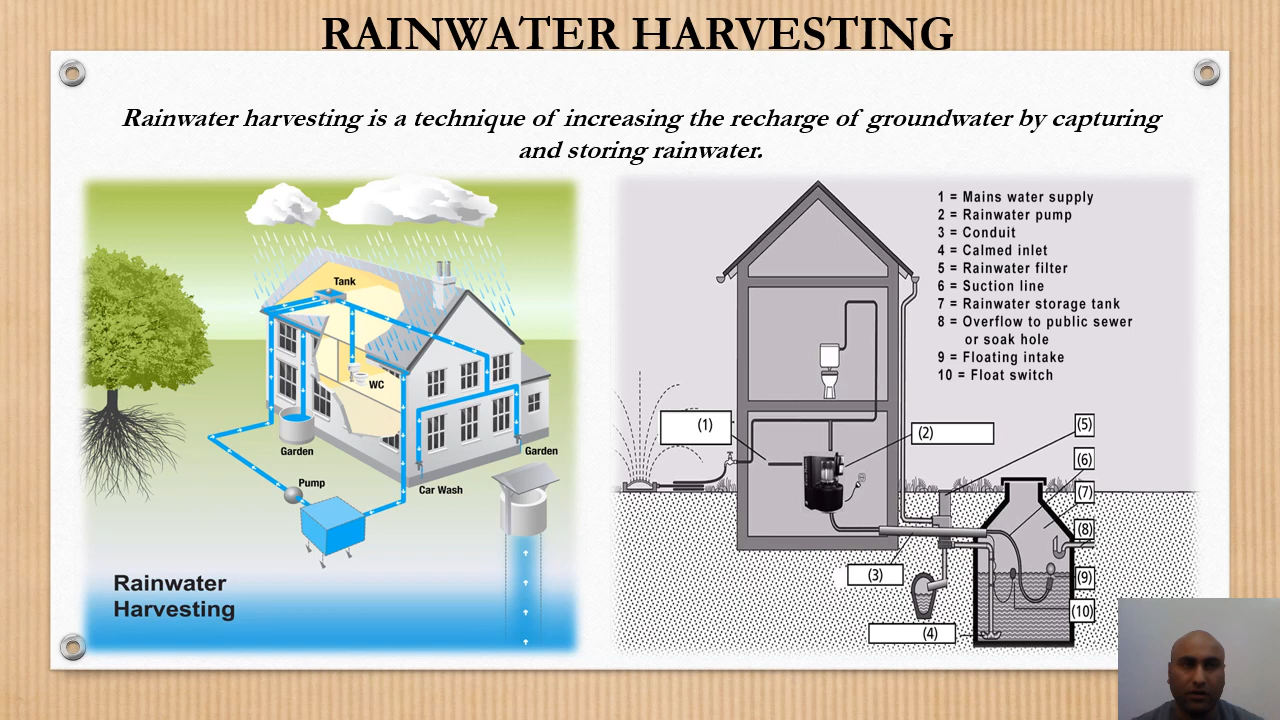 RAINWATER HARVESTING
Rainwater harvesting is a technique of increasing the recharge of groundwater by capturing
and storing rainwater.
Tank
WC
Garden
Garden
Pump
Car Wash
Rainwater
Harvesting
1 = Mains water supply
2 = Rainwater pump
3 = Conduit
4 = Calmed inlet
5 = Rainwater filter
6 = Suction line
7 = Rainwater storage tank
8 = Overflow to public sewer
or soak hole
9 = Floating intake
10 = Float switch
(1)
(2)
(5)
(6)
(7)
(8)
(3)
(9)
(10)
(4)